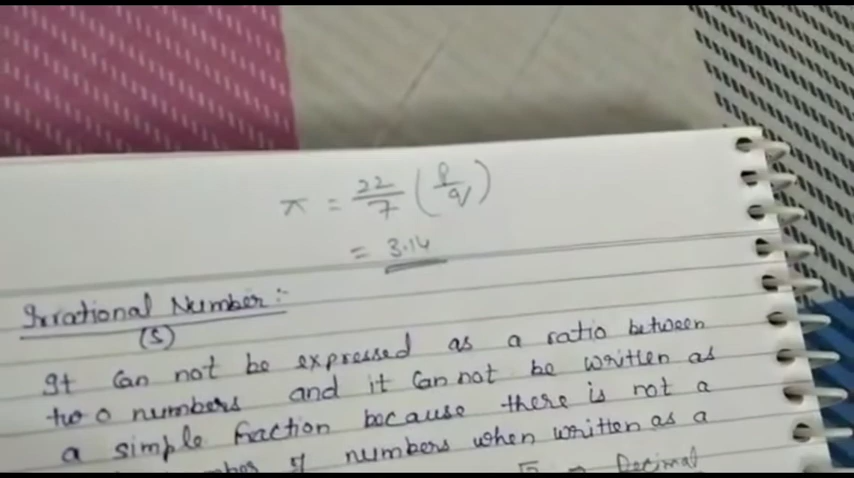 π = 22/7 (p/q)
= 3.14
Irrational Number:-
(S)
It can not be expressed as a ratio between
two numbers and it can not be written as
a simple fraction because there is not a
numbers when written as a
Decimal